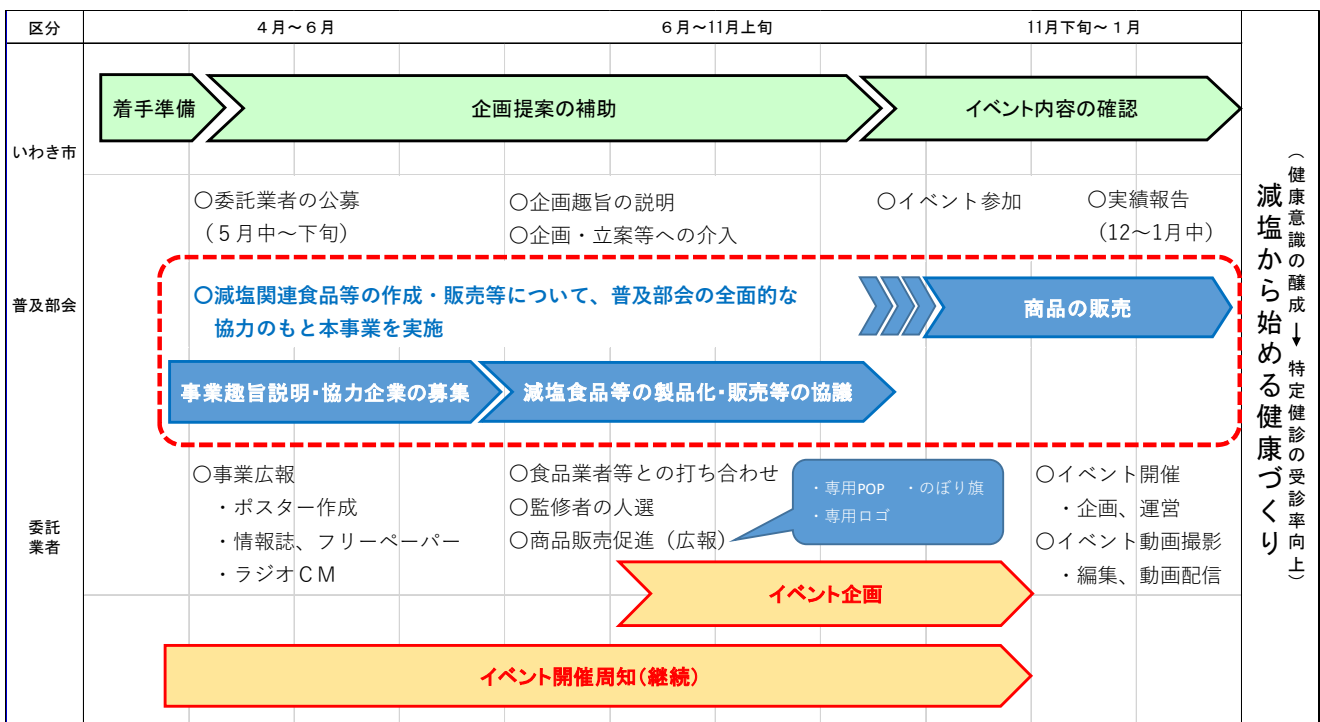 区分
４月～６月
６月～11月上旬
11月下旬～１月
いわき市
着手準備
企画提案の補助
イベント内容の確認
○委託業者の公募
（５月中～下旬）
○企画趣旨の説明
○企画・立案等への介入
○イベント参加
○実績報告
（12～1月中）
普及部会
○減塩関連食品等の作成・販売等について、普及部会の全面的な
協力のもと本事業を実施
商品の販売
事業趣旨説明・協力企業の募集
減塩食品等の製品化・販売等の協議
委託
業者
○事業広報
・ポスター作成
・情報誌、フリーペーパー
・ラジオＣＭ
○食品業者等との打ち合わせ
○監修者の人選
○商品販売促進（広報）
・専用POP　・のぼり旗
・専用ロゴ
○イベント開催
・企画、運営
○イベント動画撮影
・編集、動画配信
イベント企画
イベント開催周知（継続）
（健康意識の醸成➡特定健診の受診率向上）
減塩から始める健康づくり